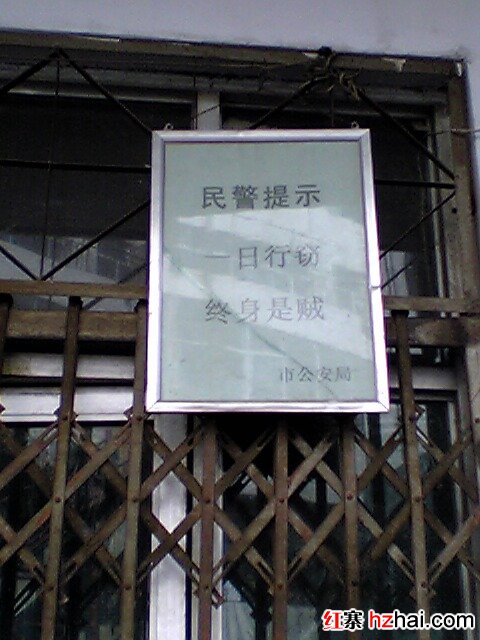 民警提示
一日行窃
终身是贼
市公安局
红寨 hzhai.com